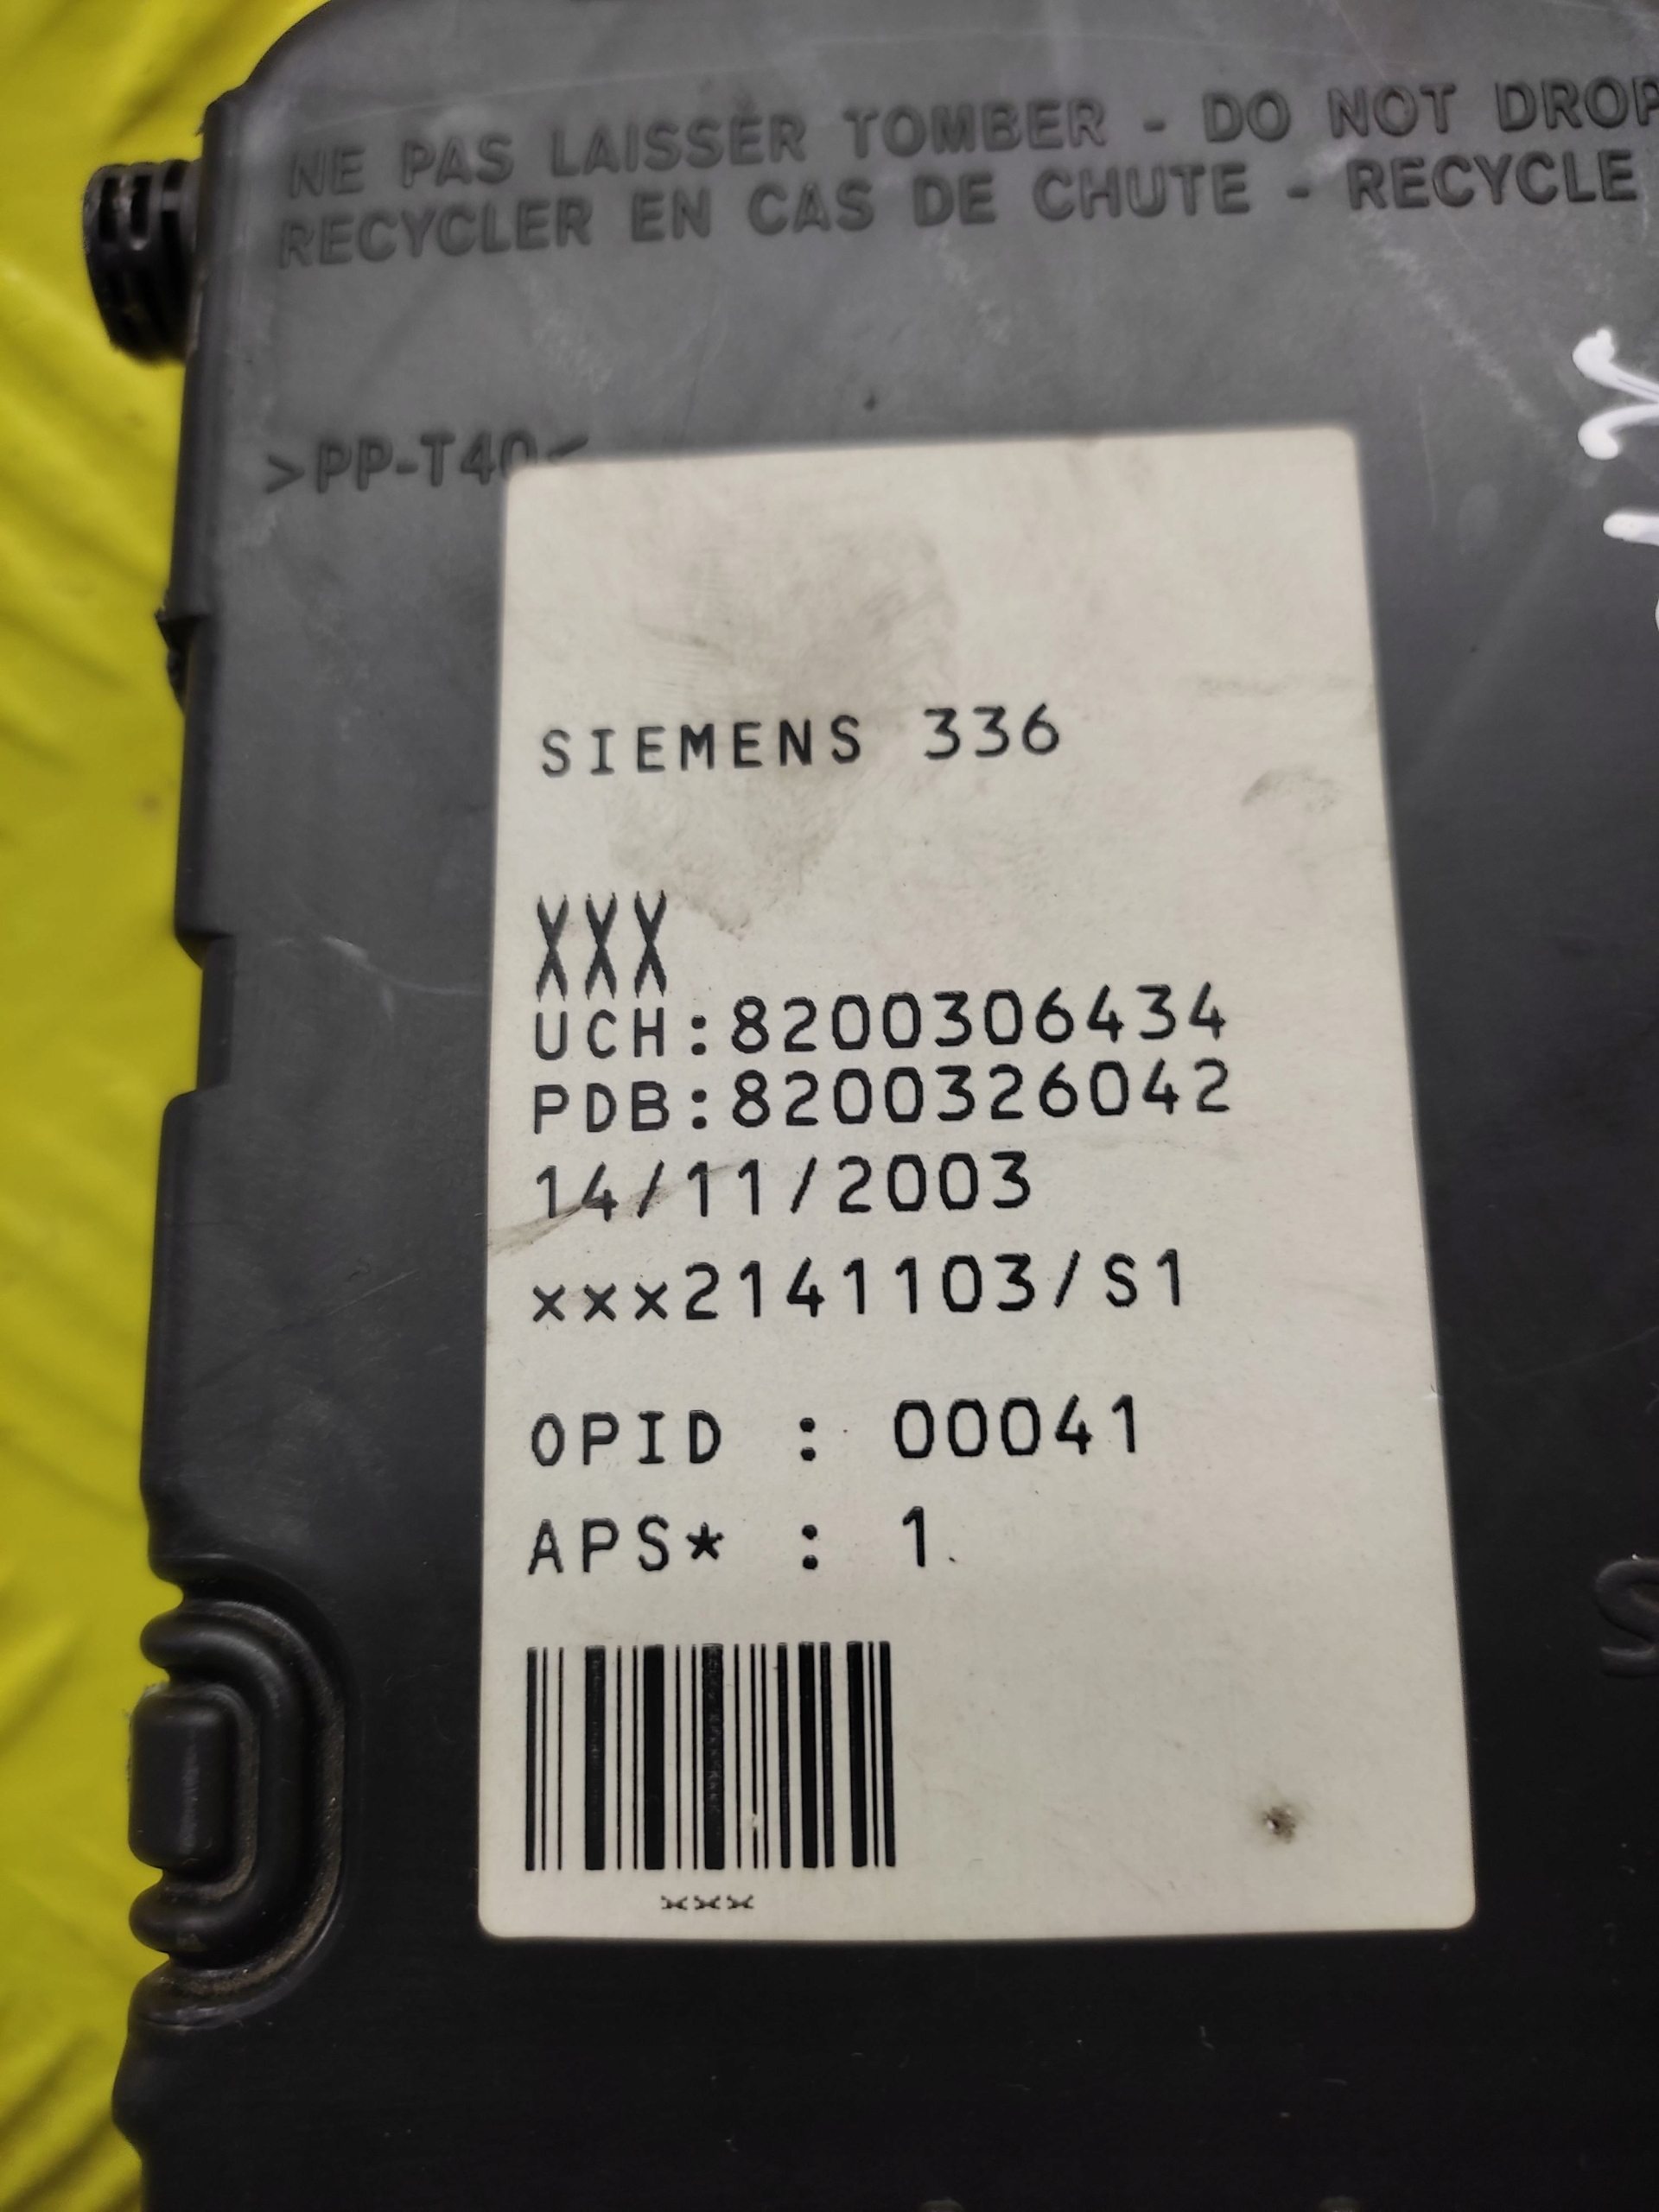 NE PAS LAISSER TOMBER - DO NOT DROP
RECYCLER EN CAS DE CHUTE - RECYCLE
>PP-T40<
SIEMENS 336
XXX
UCH:8200306434
PDB:8200326042
14/11/2003
xxx2141103/S1
OPID : 00041
APS* : 1
xxx